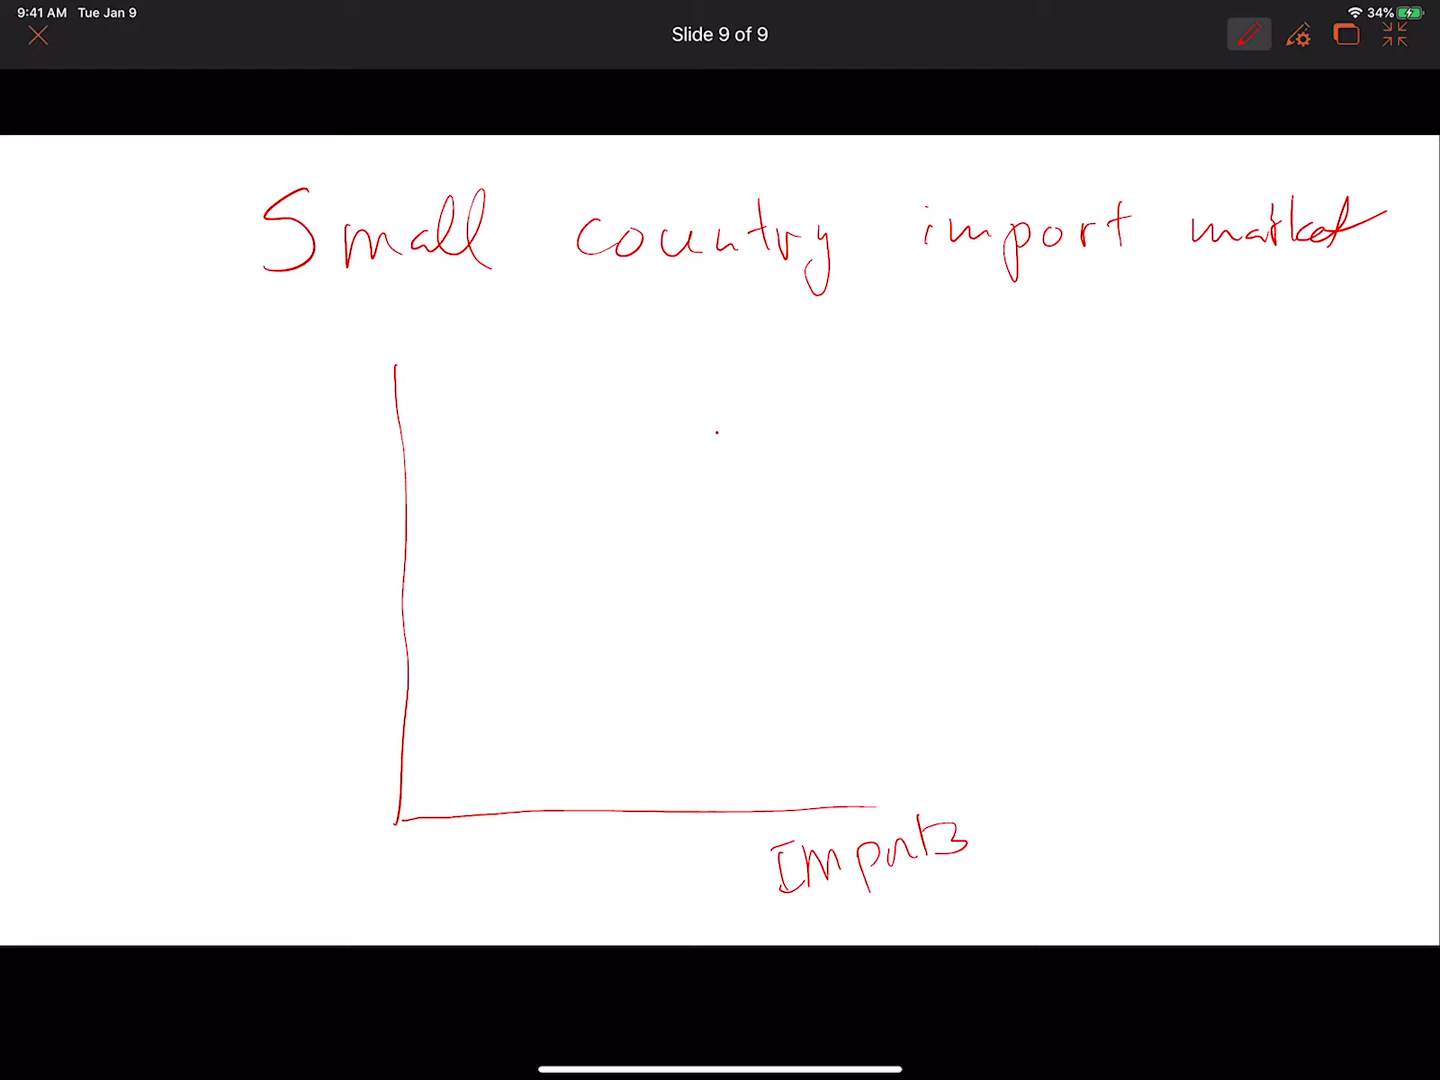 9:41 AM Tue Jan 9 34%
Slide 9 of 9
Small country import market
Imports